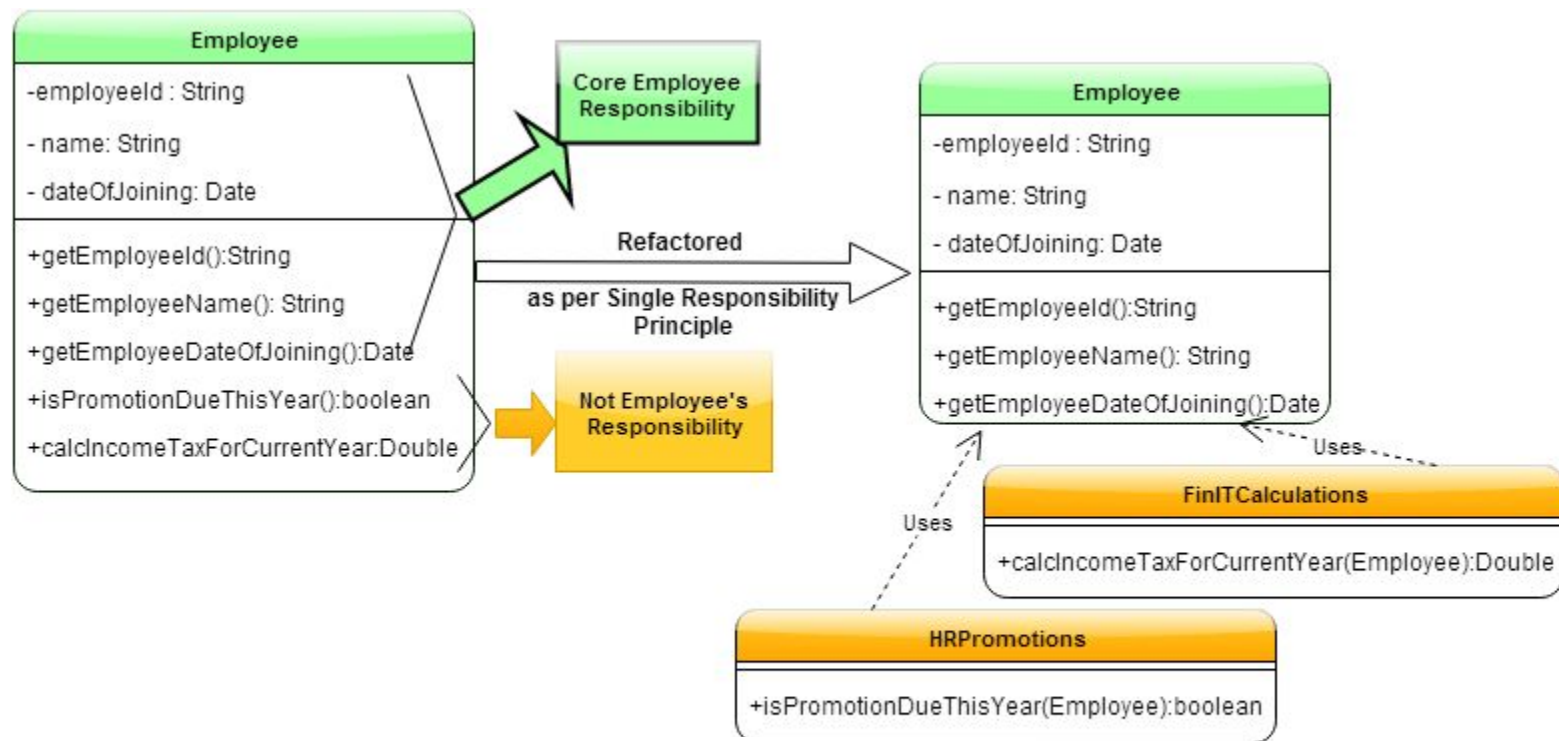 Employee
-employeeId : String
- name: String
- dateOfJoining: Date
+getEmployeeId():String
+getEmployeeName(): String
+getEmployeeDateOfJoining():Date
+isPromotionDueThisYear():boolean
+calcIncomeTaxForCurrentYear:Double
Core Employee
Responsibility
Refactored
as per Single Responsibility
Principle
Not Employee's
Responsibility
Employee
-employeeId : String
- name: String
- dateOfJoining: Date
+getEmployeeId():String
+getEmployeeName(): String
+getEmployeeDateOfJoining():Date
Uses
Uses
FinITCalculations
+calcIncomeTaxForCurrentYear(Employee):Double
HRPromotions
+isPromotionDueThisYear(Employee):boolean